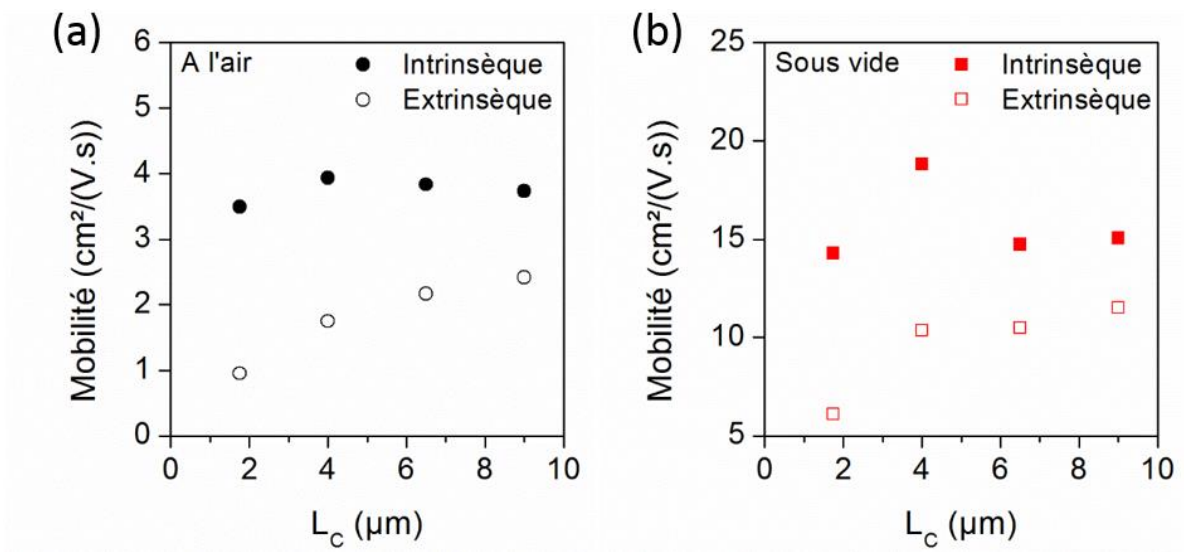 (a)
A l'air
Intrinsèque
Extrinsèque
Mobilité (cm²/(V.s))
6
5
4
3
2
1
0
0 2 4 6 8 10
L_C (µm)
(b)
Sous vide
Intrinsèque
Extrinsèque
Mobilité (cm²/(V.s))
25
20
15
10
5
0 2 4 6 8 10
L_C (µm)